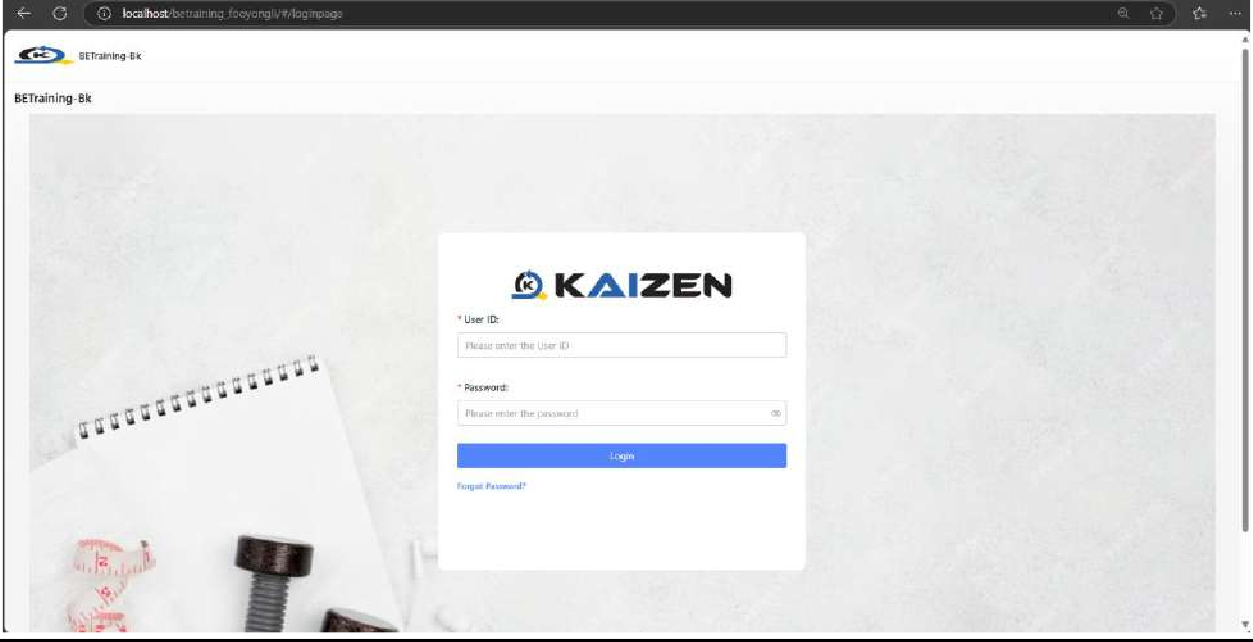 localhost/betraining_fooyongli/#/loginpage
BETraining-Bk
BETraining-Bk
KAIZEN
* User ID:
Please enter the User ID
* Password:
Please enter the password
Login
Forgot Password?